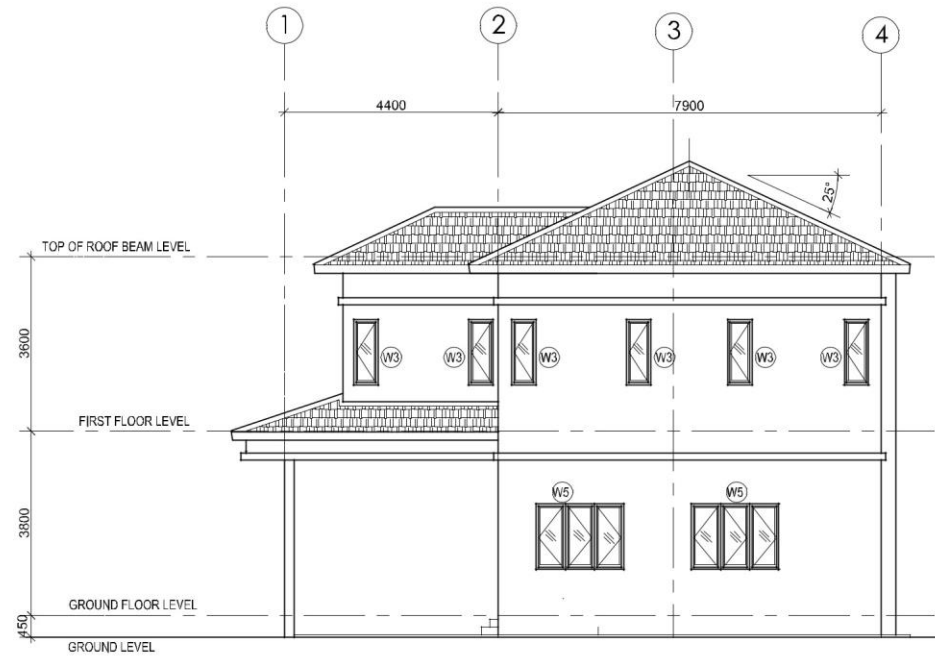 1
2
3
4
4400
7900
25°
TOP OF ROOF BEAM LEVEL
3600
W3
W3
W3
W3
W3
W3
FIRST FLOOR LEVEL
3800
W5
W5
GROUND FLOOR LEVEL
450
GROUND LEVEL